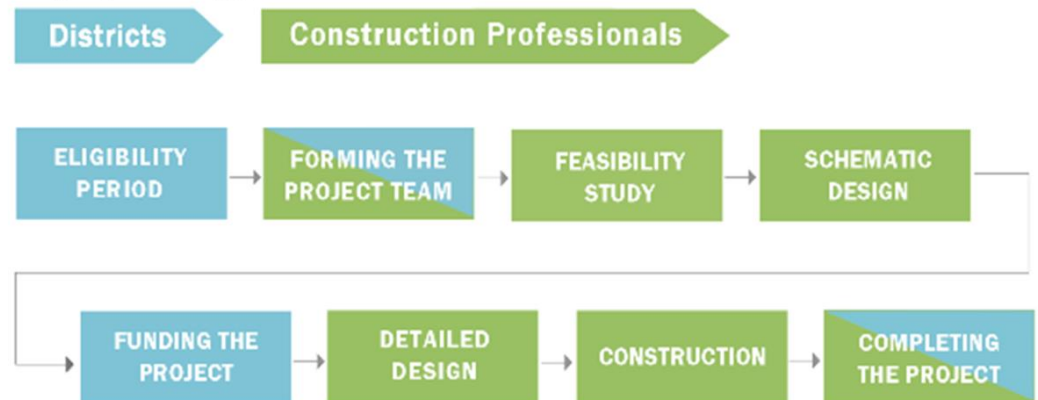 Districts
Construction Professionals
ELIGIBILITY
PERIOD
FORMING THE
PROJECT TEAM
FEASIBILITY
STUDY
SCHEMATIC
DESIGN
FUNDING THE
PROJECT
DETAILED
DESIGN
CONSTRUCTION
COMPLETING
THE PROJECT